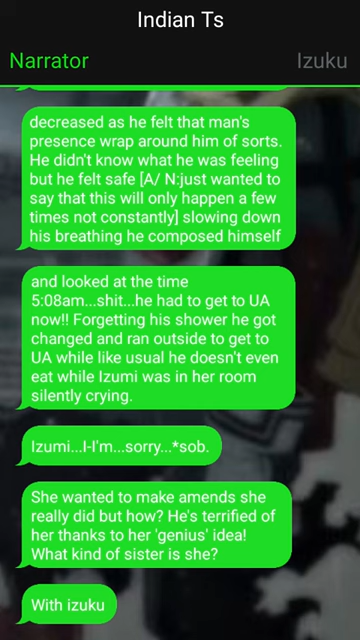 Indian Ts
Narrator
Izuku
decreased as he felt that man's
presence wrap around him of sorts.
He didn't know what he was feeling
but he felt safe [A/ N:just wanted to
say that this will only happen a few
times not constantly] slowing down
his breathing he composed himself
and looked at the time
5:08am...shit...he had to get to UA
now!! Forgetting his shower he got
changed and ran outside to get to
UA while like usual he doesn't even
eat while Izumi was in her room
silently crying.
Izumi...I-I'm...sorry...*sob.
She wanted to make amends she
really did but how? He's terrified of
her thanks to her 'genius' idea!
What kind of sister is she?
With izuku